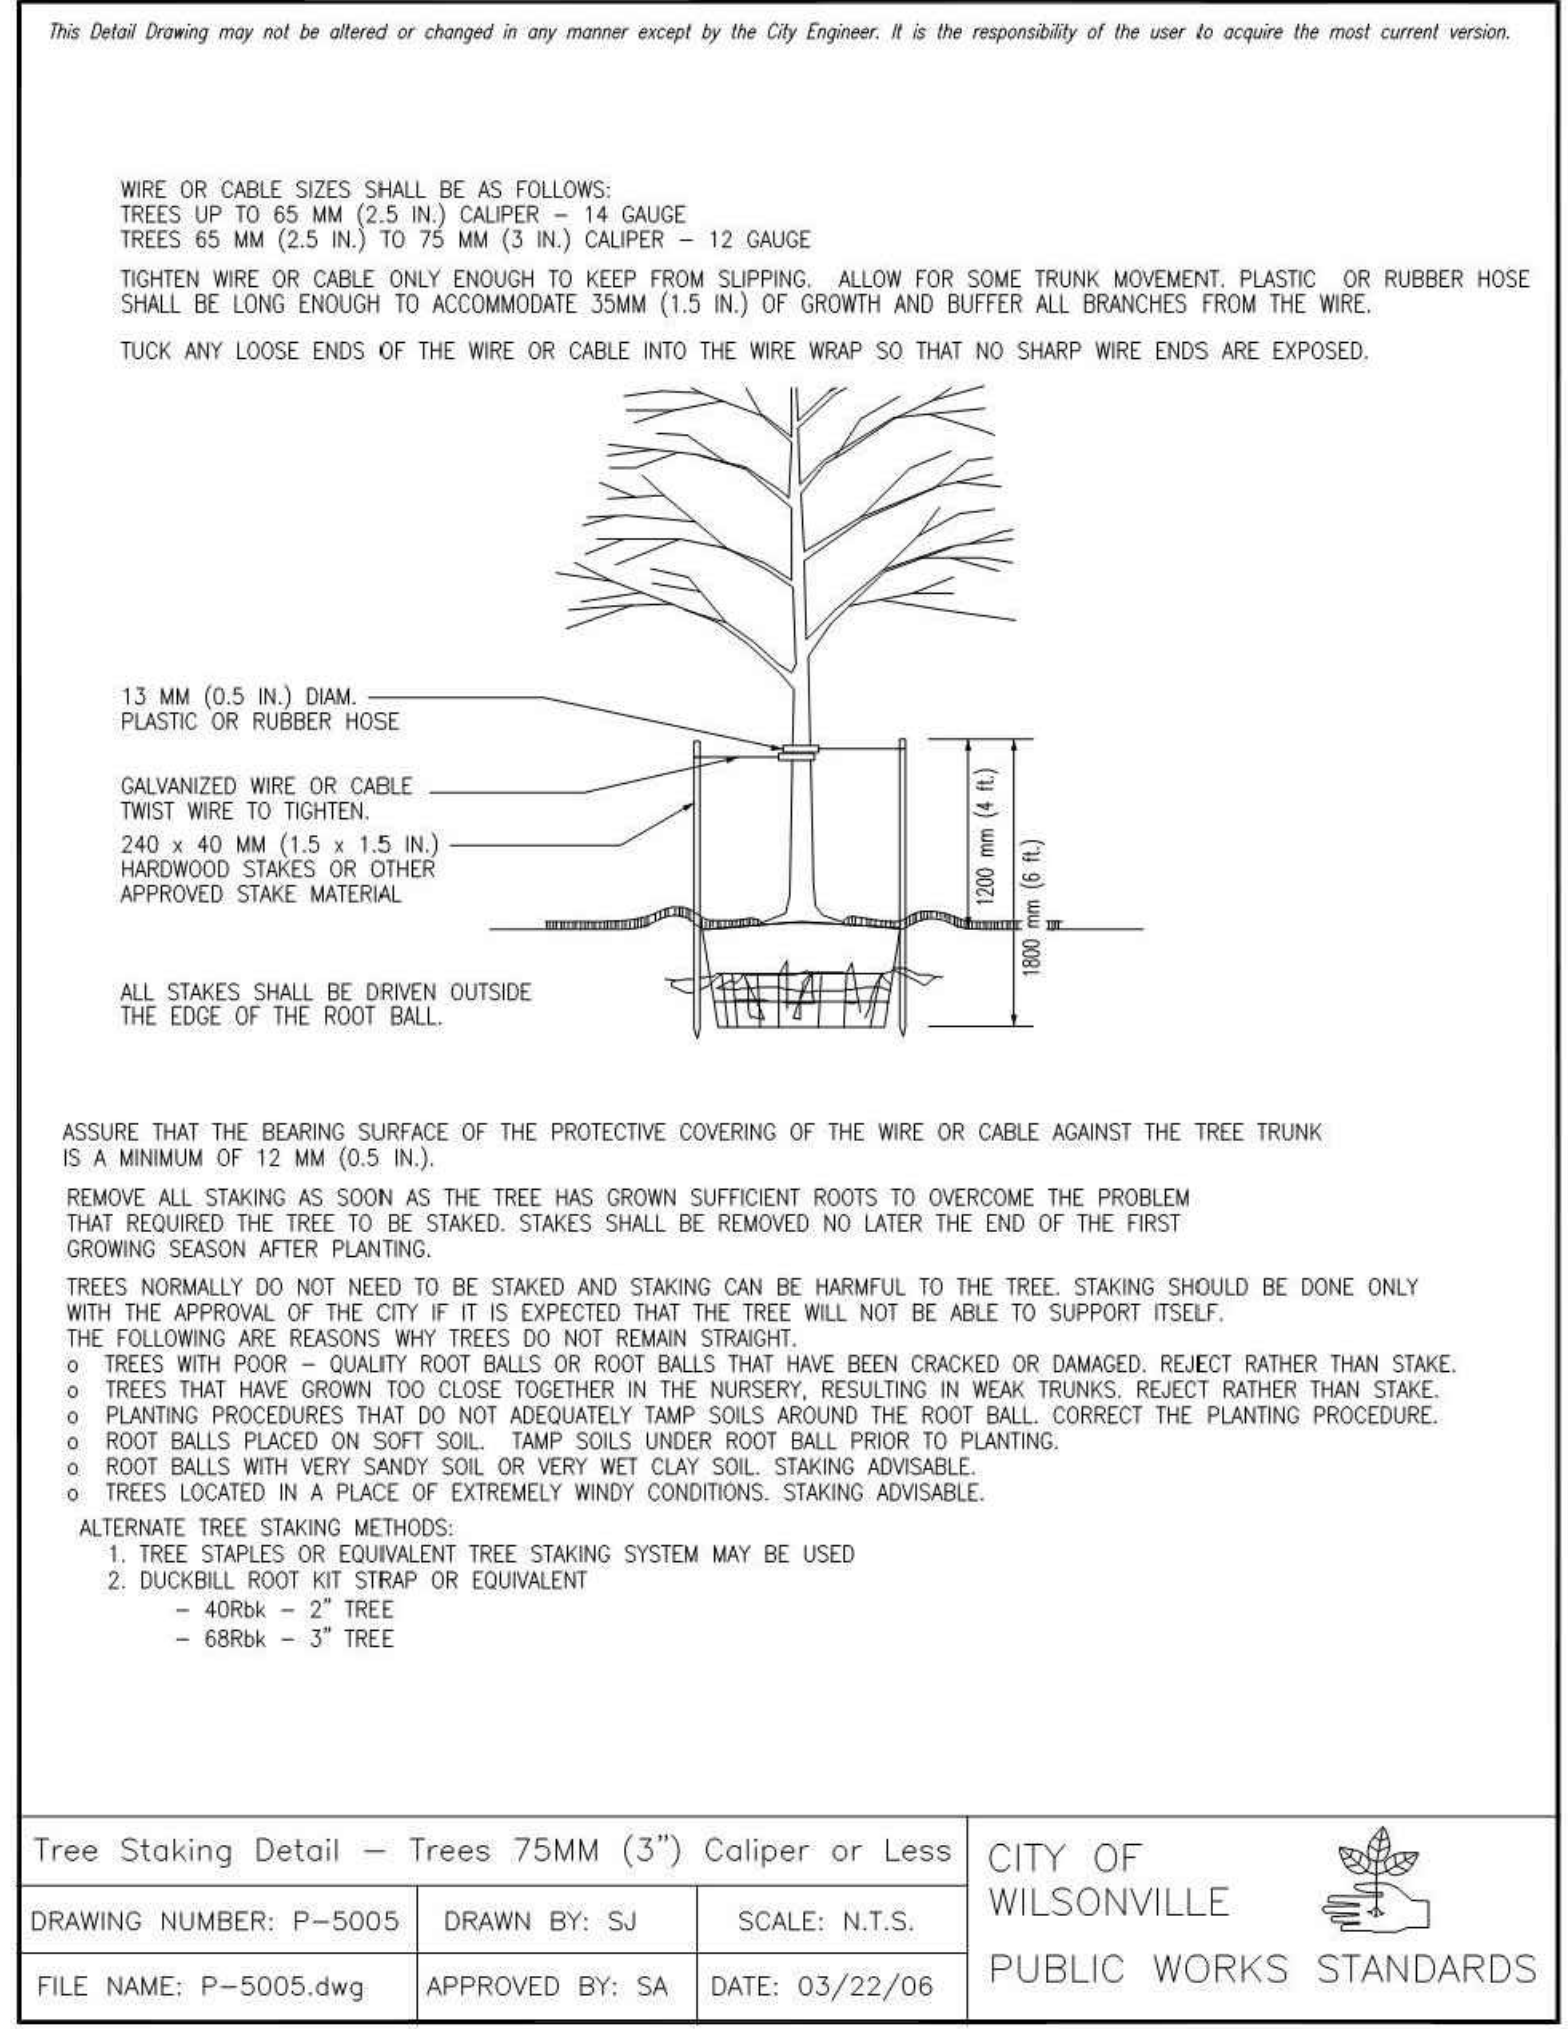 This Detail Drawing may not be altered or changed in any manner except by the City Engineer. It is the responsibility of the user to acquire the most current version.
WIRE OR CABLE SIZES SHALL BE AS FOLLOWS:
TREES UP TO 65 MM (2.5 IN.) CALIPER – 14 GAUGE
TREES 65 MM (2.5 IN.) TO 75 MM (3 IN.) CALIPER – 12 GAUGE
TIGHTEN WIRE OR CABLE ONLY ENOUGH TO KEEP FROM SLIPPING. ALLOW FOR SOME TRUNK MOVEMENT. PLASTIC OR RUBBER HOSE
SHALL BE LONG ENOUGH TO ACCOMMODATE 35MM (1.5 IN.) OF GROWTH AND BUFFER ALL BRANCHES FROM THE WIRE.
TUCK ANY LOOSE ENDS OF THE WIRE OR CABLE INTO THE WIRE WRAP SO THAT NO SHARP WIRE ENDS ARE EXPOSED.
13 MM (0.5 IN.) DIAM.
PLASTIC OR RUBBER HOSE
GALVANIZED WIRE OR CABLE
TWIST WIRE TO TIGHTEN.
240 x 40 MM (1.5 x 1.5 IN.)
HARDWOOD STAKES OR OTHER
APPROVED STAKE MATERIAL
1200 mm (4 ft.)
1800 mm (6 ft.)
ALL STAKES SHALL BE DRIVEN OUTSIDE
THE EDGE OF THE ROOT BALL.
ASSURE THAT THE BEARING SURFACE OF THE PROTECTIVE COVERING OF THE WIRE OR CABLE AGAINST THE TREE TRUNK
IS A MINIMUM OF 12 MM (0.5 IN.).
REMOVE ALL STAKING AS SOON AS THE TREE HAS GROWN SUFFICIENT ROOTS TO OVERCOME THE PROBLEM
THAT REQUIRED THE TREE TO BE STAKED. STAKES SHALL BE REMOVED NO LATER THE END OF THE FIRST
GROWING SEASON AFTER PLANTING.
TREES NORMALLY DO NOT NEED TO BE STAKED AND STAKING CAN BE HARMFUL TO THE TREE. STAKING SHOULD BE DONE ONLY
WITH THE APPROVAL OF THE CITY IF IT IS EXPECTED THAT THE TREE WILL NOT BE ABLE TO SUPPORT ITSELF.
THE FOLLOWING ARE REASONS WHY TREES DO NOT REMAIN STRAIGHT.
o TREES WITH POOR – QUALITY ROOT BALLS OR ROOT BALLS THAT HAVE BEEN CRACKED OR DAMAGED. REJECT RATHER THAN STAKE.
o TREES THAT HAVE GROWN TOO CLOSE TOGETHER IN THE NURSERY, RESULTING IN WEAK TRUNKS. REJECT RATHER THAN STAKE.
o PLANTING PROCEDURES THAT DO NOT ADEQUATELY TAMP SOILS AROUND THE ROOT BALL. CORRECT THE PLANTING PROCEDURE.
o ROOT BALLS PLACED ON SOFT SOIL. TAMP SOILS UNDER ROOT BALL PRIOR TO PLANTING.
o ROOT BALLS WITH VERY SANDY SOIL OR VERY WET CLAY SOIL. STAKING ADVISABLE.
o TREES LOCATED IN A PLACE OF EXTREMELY WINDY CONDITIONS. STAKING ADVISABLE.
ALTERNATE TREE STAKING METHODS:
1. TREE STAPLES OR EQUIVALENT TREE STAKING SYSTEM MAY BE USED
2. DUCKBILL ROOT KIT STRAP OR EQUIVALENT
– 40Rbk – 2" TREE
– 68Rbk – 3" TREE
Tree Staking Detail – Trees 75MM (3") Caliper or Less
DRAWING NUMBER: P-5005
DRAWN BY: SJ
SCALE: N.T.S.
FILE NAME: P-5005.dwg
APPROVED BY: SA
DATE: 03/22/06
CITY OF
WILSONVILLE
PUBLIC WORKS STANDARDS